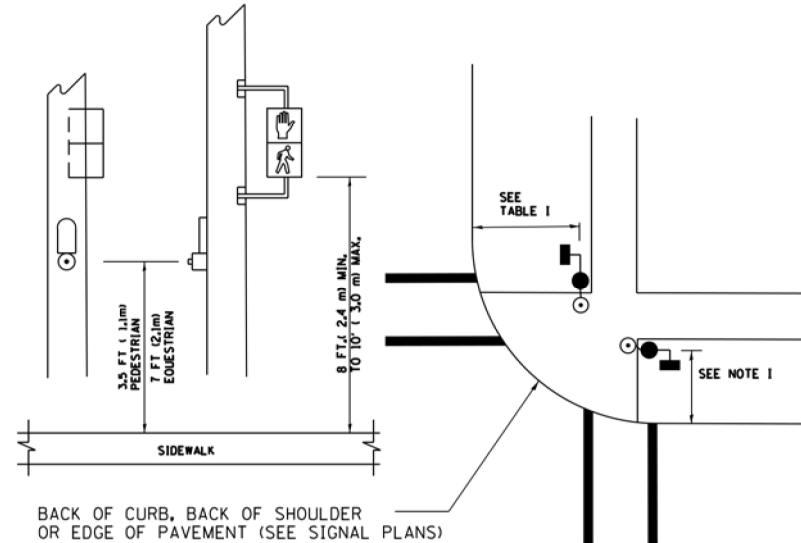 SEE
TABLE I
3.5 FT ( 1.1m)
PEDESTRIAN
7 FT (2.1m)
EQUESTRIAN
8 FT.( 2.4 m) MIN.
TO 10' ( 3.0 m) MAX.
SEE NOTE I
SIDEWALK
BACK OF CURB, BACK OF SHOULDER
OR EDGE OF PAVEMENT (SEE SIGNAL PLANS)